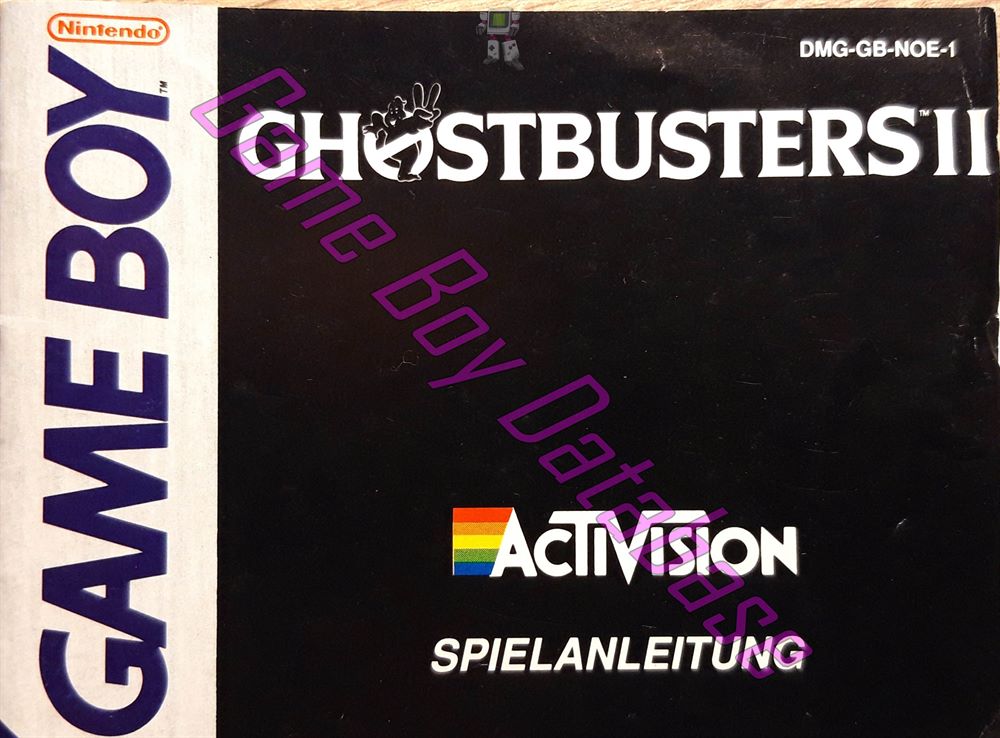 Nintendo
GAME BOY™
DMG-GB-NOE-1
GHOSTBUSTERS™ II
Game Boy Database
ACTIVISION
SPIELANLEITUNG